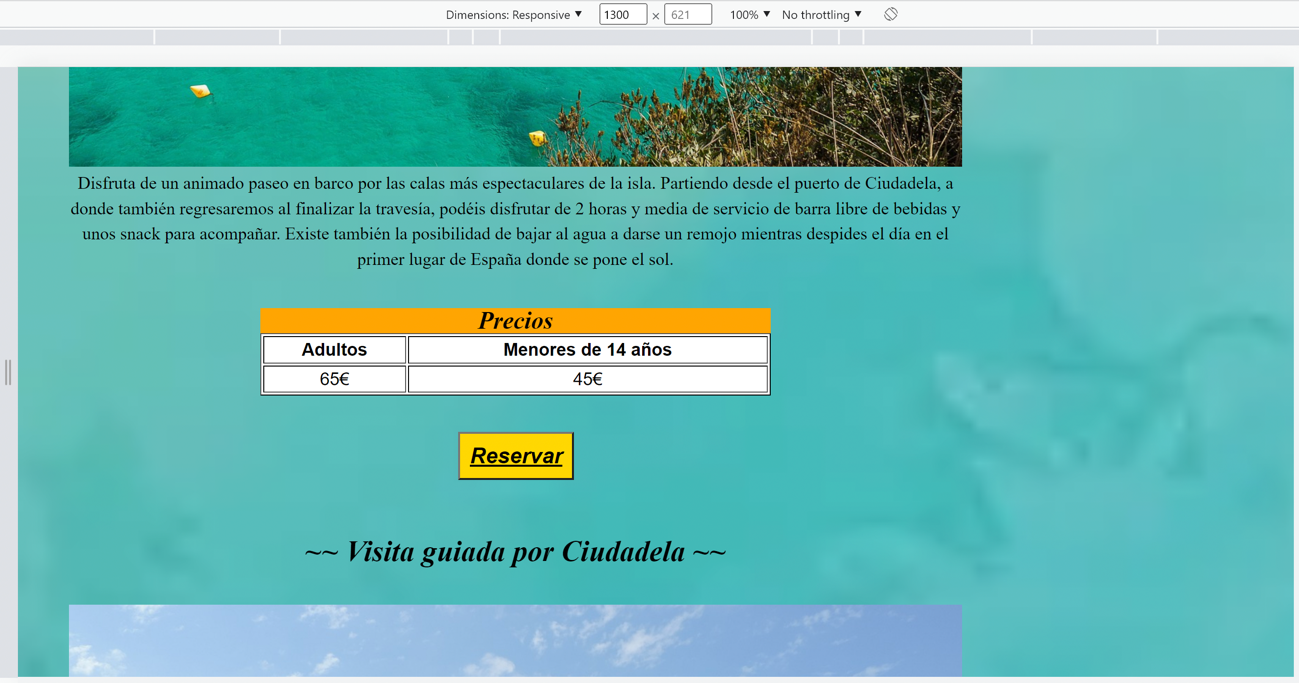 Dimensions: Responsive ▼ 1300 × 621 100% ▼ No throttling ▼
Disfruta de un animado paseo en barco por las calas más espectaculares de la isla. Partiendo desde el puerto de Ciudadela, a
donde también regresaremos al finalizar la travesía, podéis disfrutar de 2 horas y media de servicio de barra libre de bebidas y
unos snack para acompañar. Existe también la posibilidad de bajar al agua a darse un remojo mientras despides el día en el
primer lugar de España donde se pone el sol.
Precios
Adultos Menores de 14 años
65€ 45€
Reservar
~~ Visita guiada por Ciudadela ~~